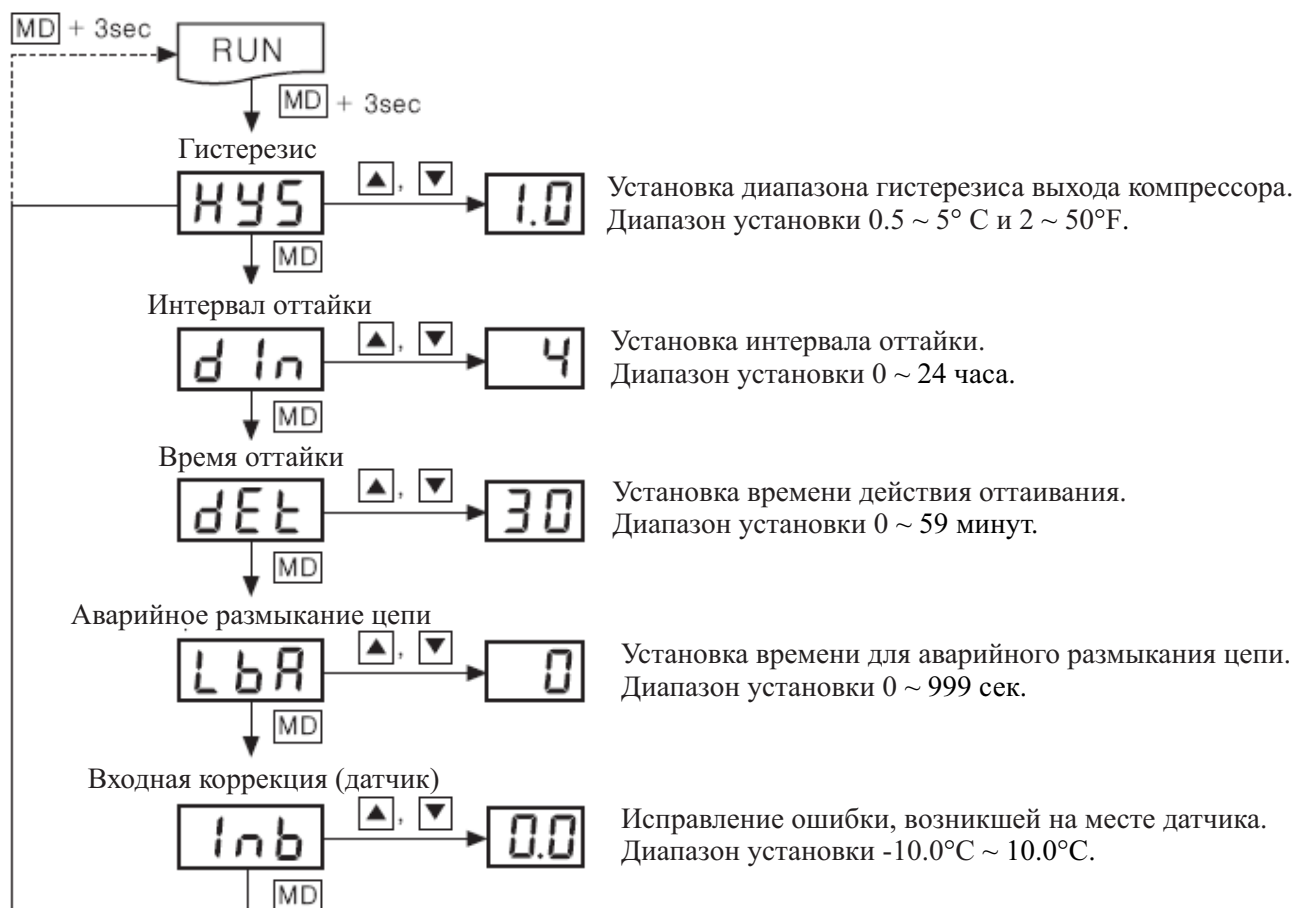 MD + 3sec
RUN
MD + 3sec
Гистерезис
HYS ▲, ▼ 1.0
Установка диапазона гистерезиса выхода компрессора.
Диапазон установки 0.5 ~ 5° C и 2 ~ 50°F.
MD
Интервал оттайки
dIn ▲, ▼ 4
Установка интервала оттайки.
Диапазон установки 0 ~ 24 часа.
MD
Время оттайки
dEt ▲, ▼ 30
Установка времени действия оттаивания.
Диапазон установки 0 ~ 59 минут.
MD
Аварийное размыкание цепи
LbA ▲, ▼ 0
Установка времени для аварийного размыкания цепи.
Диапазон установки 0 ~ 999 сек.
MD
Входная коррекция (датчик)
Inb ▲, ▼ 0.0
Исправление ошибки, возникшей на месте датчика.
Диапазон установки -10.0°C ~ 10.0°C.
MD